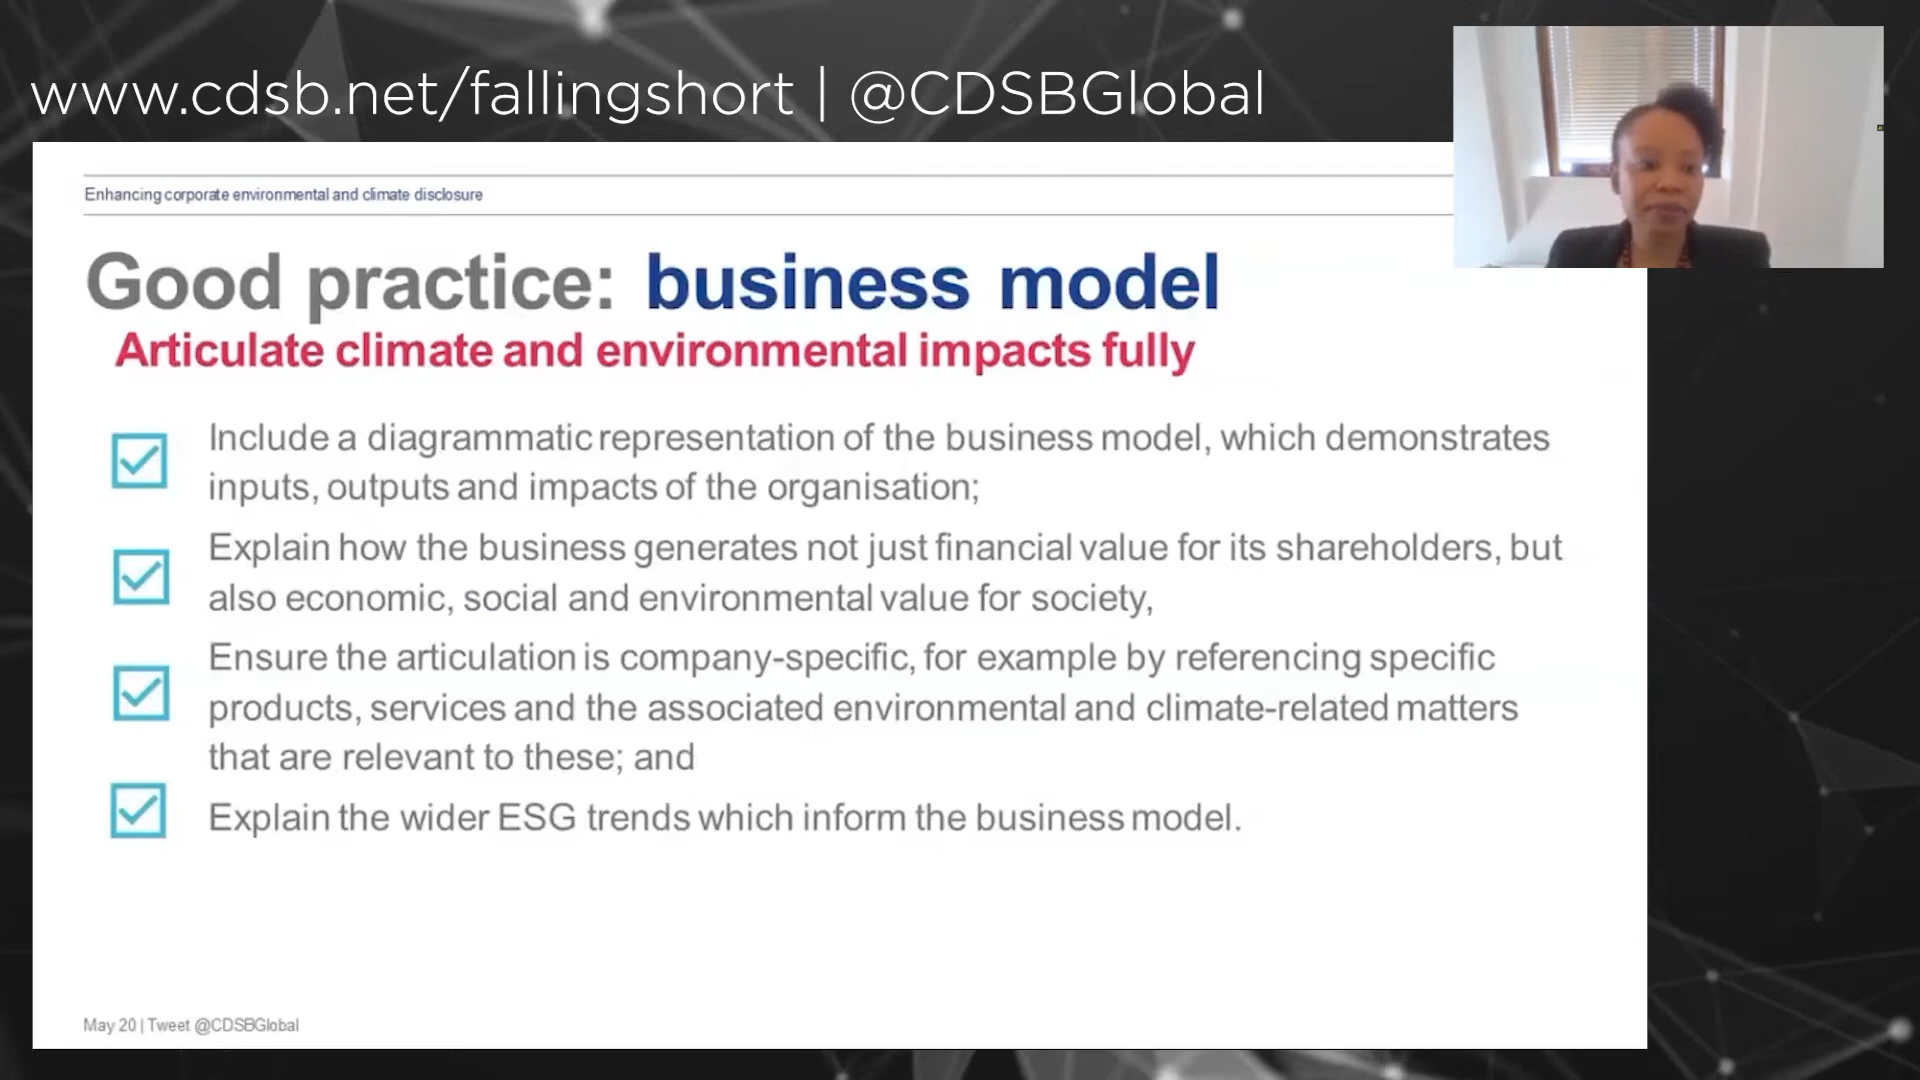 www.cdsb.net/fallingshort | @CDSBGlobal
Enhancing corporate environmental and climate disclosure
Good practice: business model
Articulate climate and environmental impacts fully
Include a diagrammatic representation of the business model, which demonstrates
inputs, outputs and impacts of the organisation;
Explain how the business generates not just financial value for its shareholders, but
also economic, social and environmental value for society,
Ensure the articulation is company-specific, for example by referencing specific
products, services and the associated environmental and climate-related matters
that are relevant to these; and
Explain the wider ESG trends which inform the business model.
May 20 | Tweet @CDSBGlobal